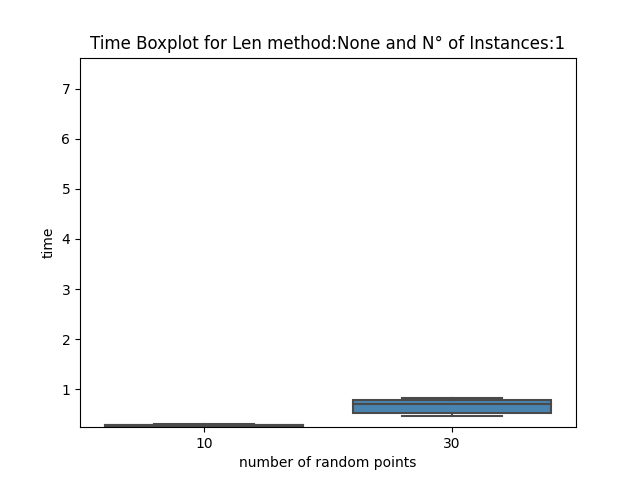 Time Boxplot for Len method:None and N° of Instances:1
7
6
5
4
3
2
1
time
10 30
number of random points